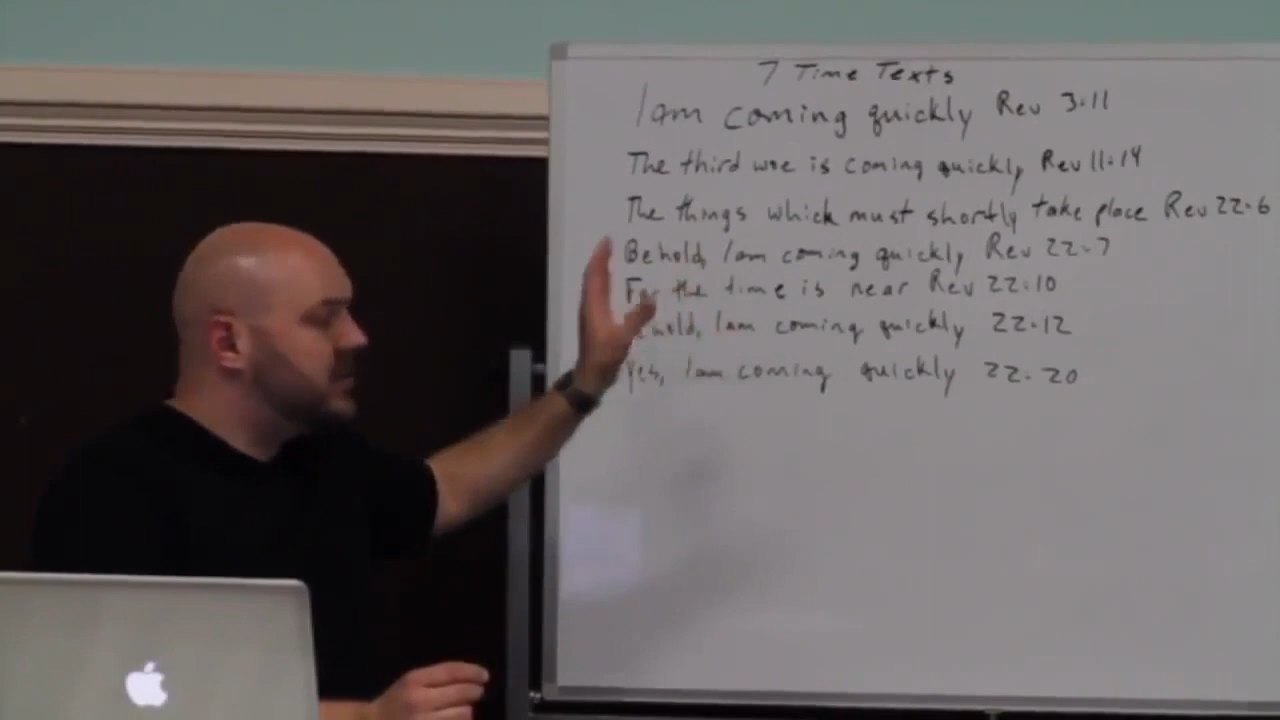 7 Time Texts
I am coming quickly Rev 3:11
The third woe is coming quickly Rev 11:14
The things which must shortly take place Rev 22:6
Behold, I am coming quickly Rev 22:7
For the time is near Rev 22:10
I am coming quickly 22:12
Yes, I am coming quickly 22:20